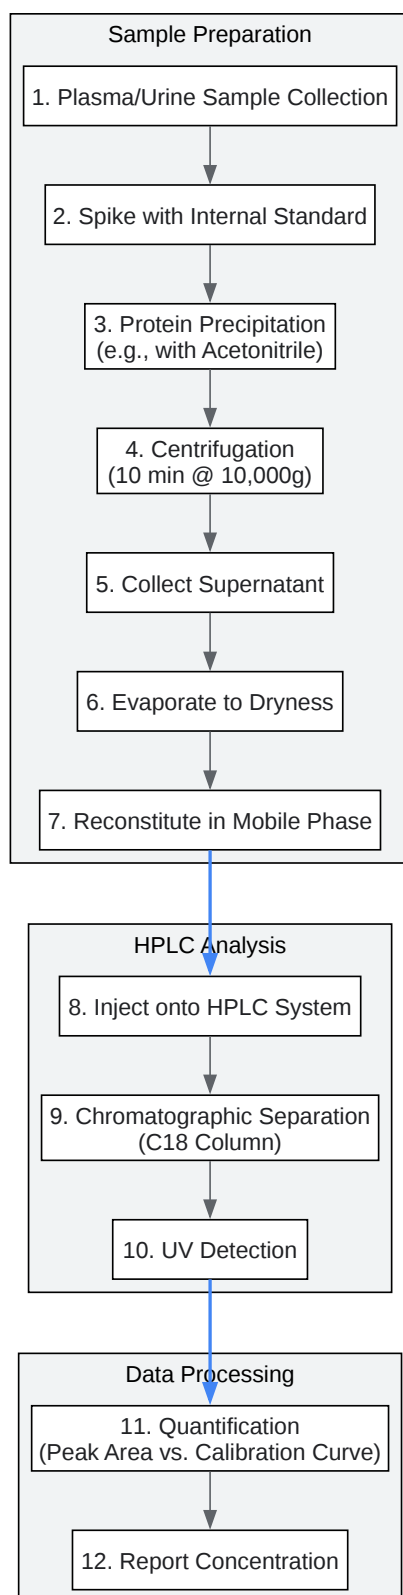 Sample Preparation
1. Plasma/Urine Sample Collection
2. Spike with Internal Standard
3. Protein Precipitation
(e.g., with Acetonitrile)
4. Centrifugation
(10 min @ 10,000g)
5. Collect Supernatant
6. Evaporate to Dryness
7. Reconstitute in Mobile Phase
HPLC Analysis
8. Inject onto HPLC System
9. Chromatographic Separation
(C18 Column)
10. UV Detection
Data Processing
11. Quantification
(Peak Area vs. Calibration Curve)
12. Report Concentration